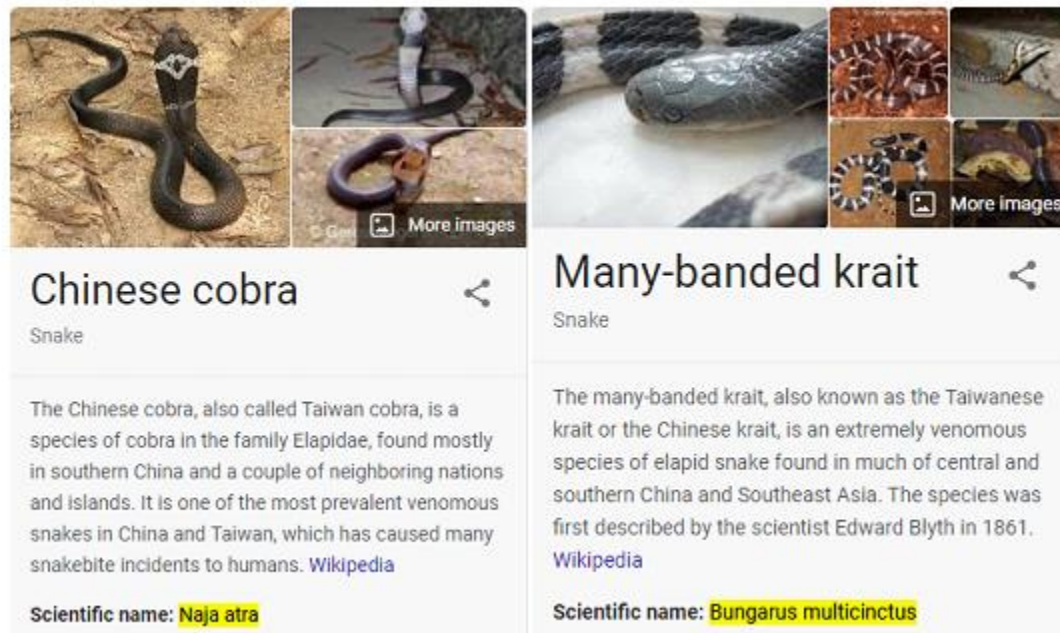 More images
Chinese cobra
Snake
The Chinese cobra, also called Taiwan cobra, is a
species of cobra in the family Elapidae, found mostly
in southern China and a couple of neighboring nations
and islands. It is one of the most prevalent venomous
snakes in China and Taiwan, which has caused many
snakebite incidents to humans. Wikipedia
Scientific name: Naja atra
More images
Many-banded krait
Snake
The many-banded krait, also known as the Taiwanese
krait or the Chinese krait, is an extremely venomous
species of elapid snake found in much of central and
southern China and Southeast Asia. The species was
first described by the scientist Edward Blyth in 1861.
Wikipedia
Scientific name: Bungarus multicinctus